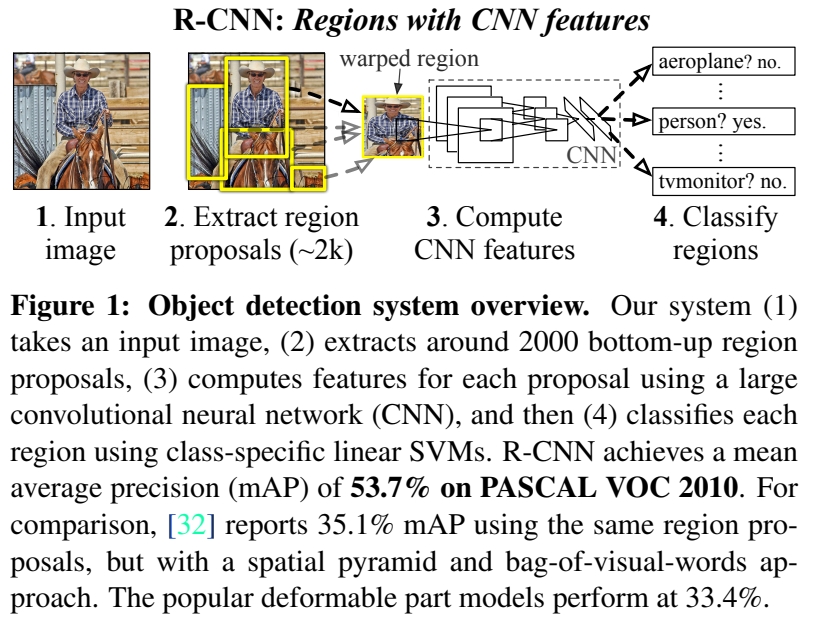 R-CNN: Regions with CNN features
warped region
aeroplane? no.
⋮
person? yes.
⋮
tvmonitor? no.
CNN
1. Input
image
2. Extract region
proposals (~2k)
3. Compute
CNN features
4. Classify
regions
Figure 1: Object detection system overview. Our system (1)
takes an input image, (2) extracts around 2000 bottom-up region
proposals, (3) computes features for each proposal using a large
convolutional neural network (CNN), and then (4) classifies each
region using class-specific linear SVMs. R-CNN achieves a mean
average precision (mAP) of 53.7% on PASCAL VOC 2010. For
comparison, [32] reports 35.1% mAP using the same region pro-
posals, but with a spatial pyramid and bag-of-visual-words ap-
proach. The popular deformable part models perform at 33.4%.